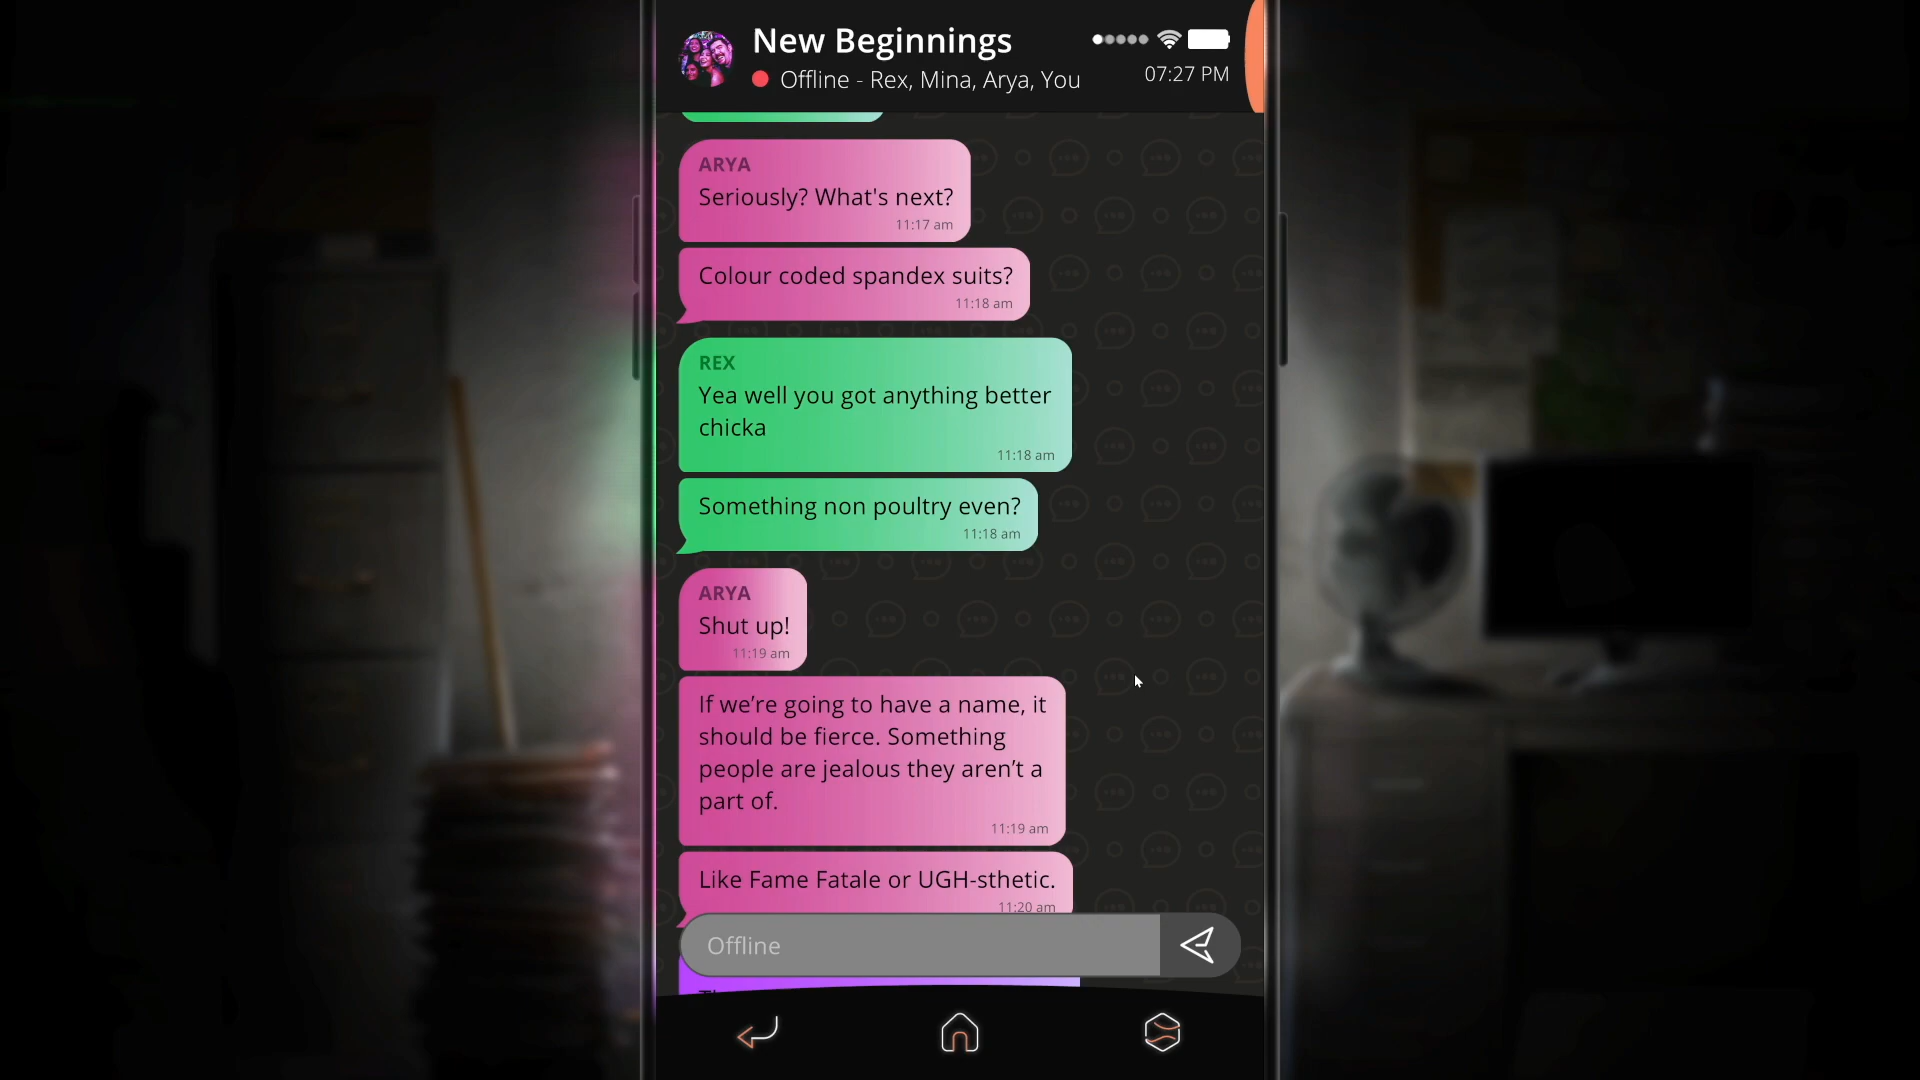 New Beginnings
Offline - Rex, Mina, Arya, You
07:27 PM
ARYA
Seriously? What's next?
11:17 am
Colour coded spandex suits?
11:18 am
REX
Yea well you got anything better
chicka
11:18 am
Something non poultry even?
11:18 am
ARYA
Shut up!
11:19 am
If we’re going to have a name, it
should be fierce. Something
people are jealous they aren’t a
part of.
11:19 am
Like Fame Fatale or UGH-sthetic.
11:20 am
Offline